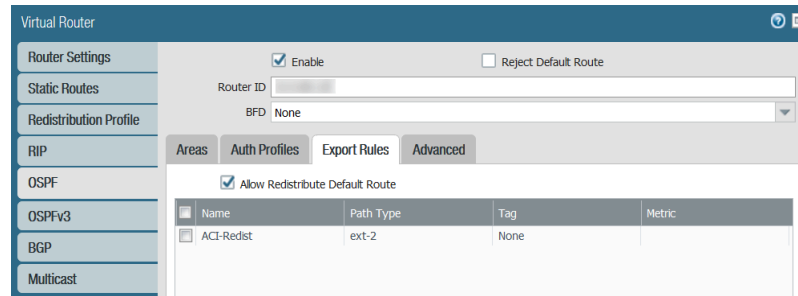 Virtual Router
Router Settings
Static Routes
Redistribution Profile
RIP
OSPF
OSPFv3
BGP
Multicast
Enable Reject Default Route
Router ID
BFD None
Areas Auth Profiles Export Rules Advanced
Allow Redistribute Default Route
Name Path Type Tag Metric
ACI-Redist ext-2 None